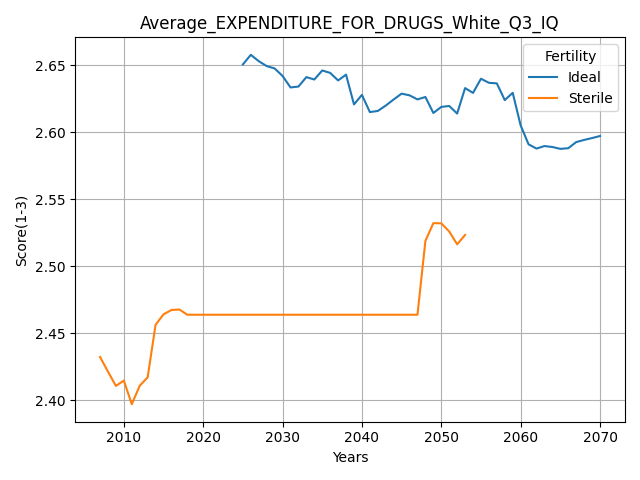 Average_EXPENDITURE_FOR_DRUGS_White_Q3_IQ
Fertility
Ideal
Sterile
Score(1-3)
2.65
2.60
2.55
2.50
2.45
2.40
2010 2020 2030 2040 2050 2060 2070
Years